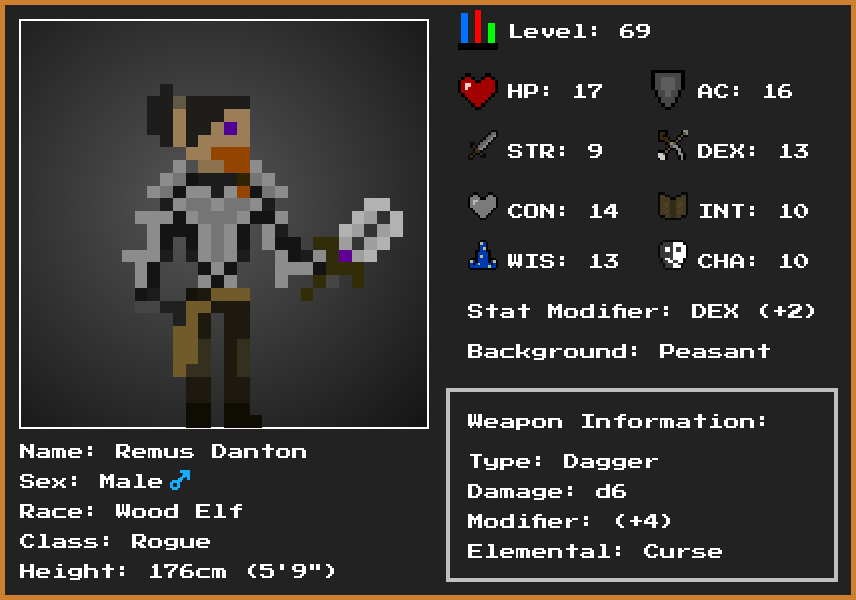 Level: 69
HP: 17 AC: 16
STR: 9 DEX: 13
CON: 14 INT: 10
WIS: 13 CHA: 10
Stat Modifier: DEX (+2)
Background: Peasant
Weapon Information:
Type: Dagger
Damage: d6
Modifier: (+4)
Elemental: Curse
Name: Remus Danton
Sex: Male ♂
Race: Wood Elf
Class: Rogue
Height: 176cm (5'9")